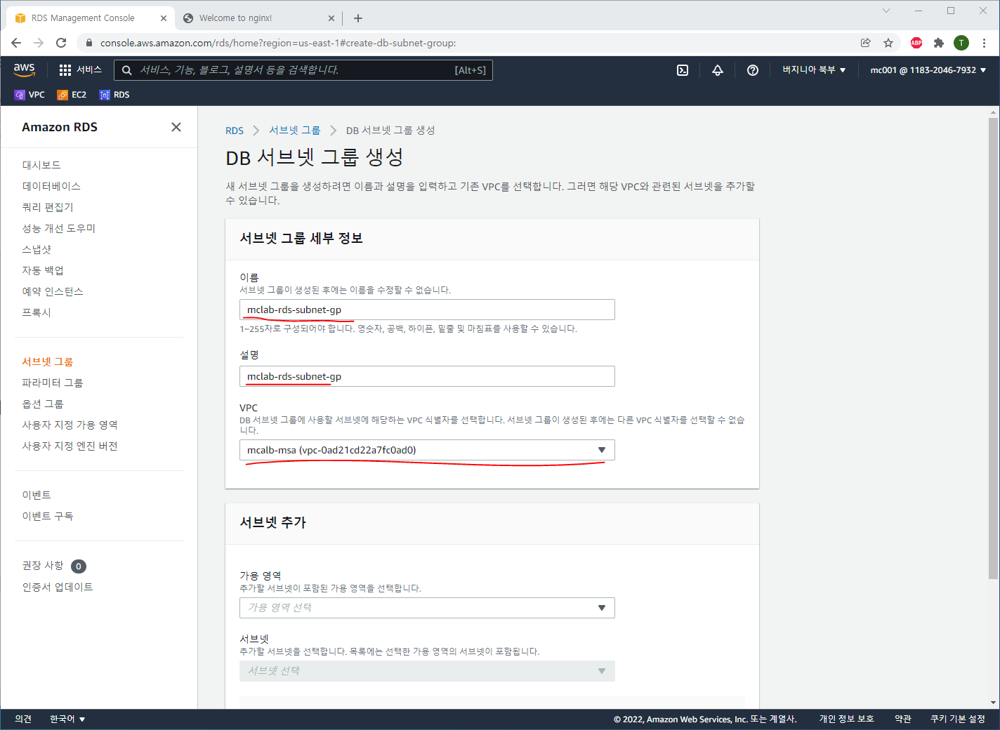 RDS Management Console
Welcome to nginx!
console.aws.amazon.com/rds/home?region=us-east-1#create-db-subnet-group:
ABP
T
aws
서비스
서비스, 기능, 블로그, 설명서 등을 검색합니다.
[Alt+S]
버지니아 북부
mc001 @ 1183-2046-7932
VPC
EC2
RDS
Amazon RDS
대시보드
데이터베이스
쿼리 편집기
성능 개선 도우미
스냅샷
자동 백업
예약 인스턴스
프록시
서브넷 그룹
파라미터 그룹
옵션 그룹
사용자 지정 가용 영역
사용자 지정 엔진 버전
이벤트
이벤트 구독
권장 사항 0
인증서 업데이트
RDS
서브넷 그룹
DB 서브넷 그룹 생성
DB 서브넷 그룹 생성
새 서브넷 그룹을 생성하려면 이름과 설명을 입력하고 기존 VPC를 선택합니다. 그러면 해당 VPC와 관련된 서브넷을 추가할
수 있습니다.
서브넷 그룹 세부 정보
이름
서브넷 그룹이 생성된 후에는 이름을 수정할 수 없습니다.
mclab-rds-subnet-gp
1~255자로 구성되어야 합니다. 영숫자, 공백, 하이픈, 밑줄 및 마침표를 사용할 수 있습니다.
설명
mclab-rds-subnet-gp
VPC
DB 서브넷 그룹에 사용할 서브넷에 해당하는 VPC 식별자를 선택합니다. 서브넷 그룹이 생성된 후에는 다른 VPC 식별자를 선택할 수 없습
니다.
mcalb-msa (vpc-0ad21cd22a7fc0ad0)
서브넷 추가
가용 영역
추가할 서브넷이 포함된 가용 영역을 선택합니다.
가용 영역 선택
서브넷
추가할 서브넷을 선택합니다. 목록에는 선택한 가용 영역의 서브넷이 포함됩니다.
서브넷 선택
의견
한국어
© 2022, Amazon Web Services, Inc. 또는 계열사.
개인 정보 보호
약관
쿠키 기본 설정